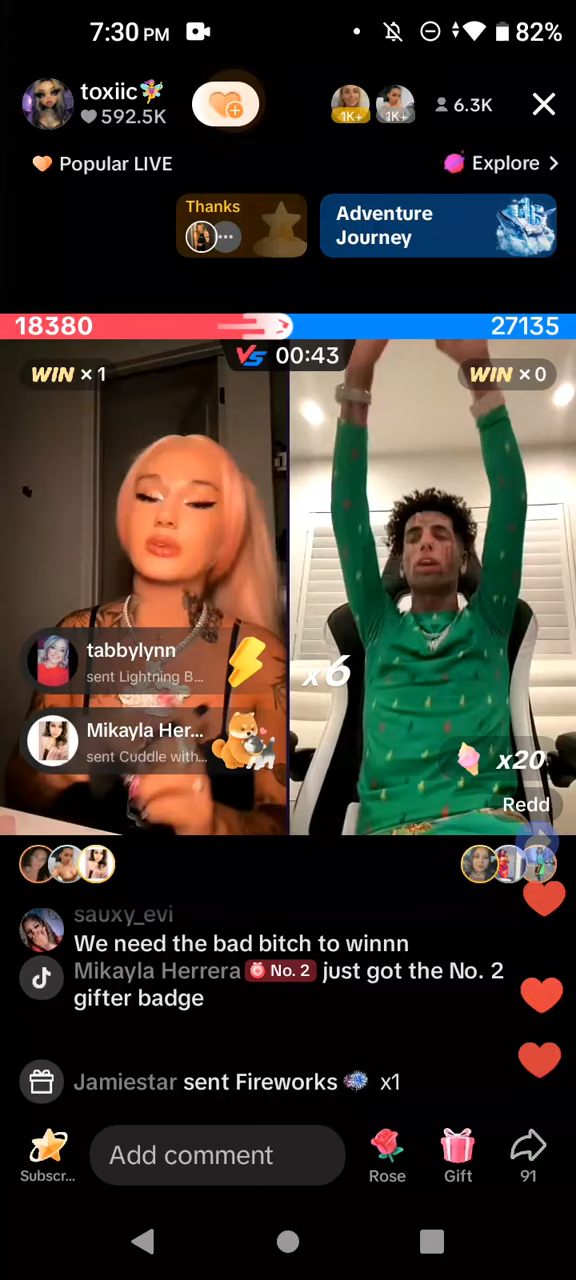 7:30 PM
82%
toxiic🧚
592.5K
1K+
1K+
6.3K
Popular LIVE
Explore >
Thanks
Adventure
Journey
18380
27135
WIN × 1
VS 00:43
WIN × 0
tabbylynn
sent Lightning B...
x6
Mikayla Her...
sent Cuddle with...
x20
Redd
sauxy_evi
We need the bad bitch to winnn
Mikayla Herrera No. 2 just got the No. 2
gifter badge
Jamiestar sent Fireworks x1
Add comment
Subscr...
Rose
Gift
91